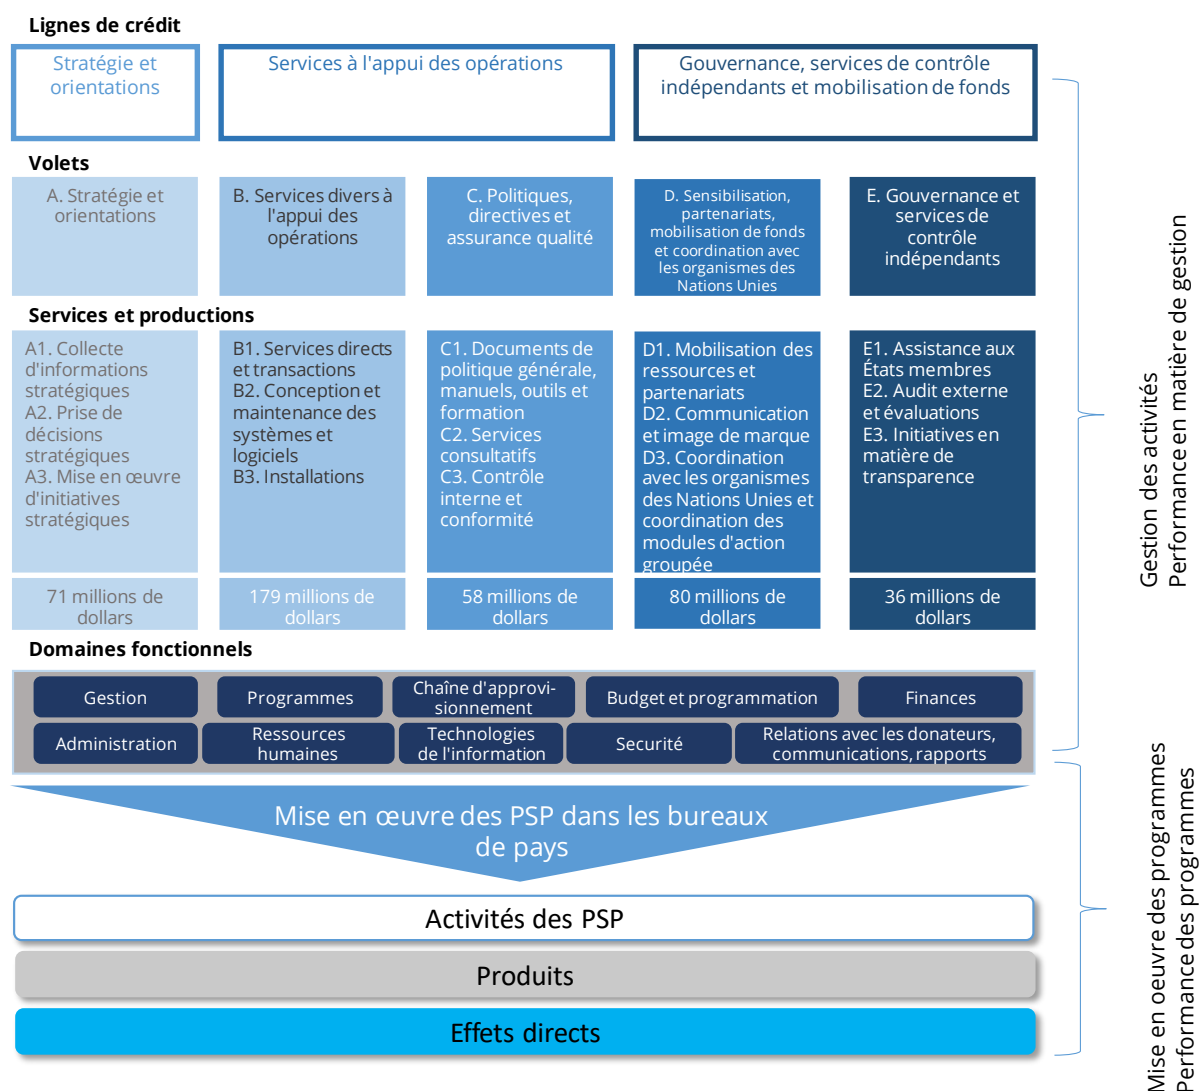 Lignes de crédit
Stratégie et
orientations
Services à l'appui des opérations
Gouvernance, services de contrôle
indépendants et mobilisation de fonds
Volets
A. Stratégie et
orientations
B. Services divers à
l'appui des
opérations
C. Politiques,
directives et
assurance qualité
D. Sensibilisation,
partenariats,
mobilisation de fonds
et coordination avec
les organismes des
Nations Unies
E. Gouvernance et
services de
contrôle
indépendants
Services et productions
A1. Collecte
d'informations
stratégiques
A2. Prise de
décisions
stratégiques
A3. Mise en œuvre
d'initiatives
stratégiques
B1. Services directs
et transactions
B2. Conception et
maintenance des
systèmes et
logiciels
B3. Installations
C1. Documents de
politique générale,
manuels, outils et
formation
C2. Services
consultatifs
C3. Contrôle
interne et
conformité
D1. Mobilisation des
ressources et
partenariats
D2. Communication
et image de marque
D3. Coordination
avec les organismes
des Nations Unies et
coordination des
modules d'action
groupée
E1. Assistance aux
États membres
E2. Audit externe
et évaluations
E3. Initiatives en
matière de
transparence
71 millions de
dollars
179 millions de
dollars
58 millions de
dollars
80 millions de
dollars
36 millions de
dollars
Domaines fonctionnels
Gestion
Programmes
Chaîne d'approvi-
sionnement
Budget et programmation
Finances
Administration
Ressources
humaines
Technologies
de l'information
Securité
Relations avec les donateurs,
communications, rapports
Mise en œuvre des PSP dans les bureaux
de pays
Activités des PSP
Produits
Effets directs
Gestion des activités
Performance en matière de gestion
Mise en oeuvre des programmes
Performance des programmes